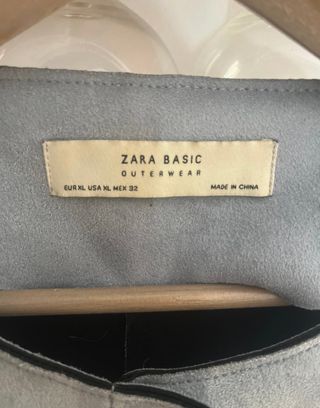 ZARA BASIC
OUTERWEAR
EUR XL USA XL MEX 32 MADE IN CHINA